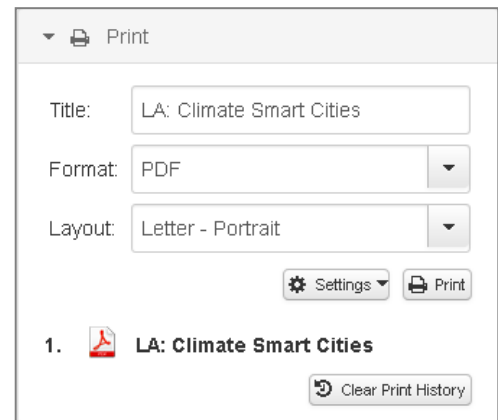 Print
Title: LA: Climate Smart Cities
Format: PDF
Layout: Letter - Portrait
Settings Print
1. LA: Climate Smart Cities
Clear Print History